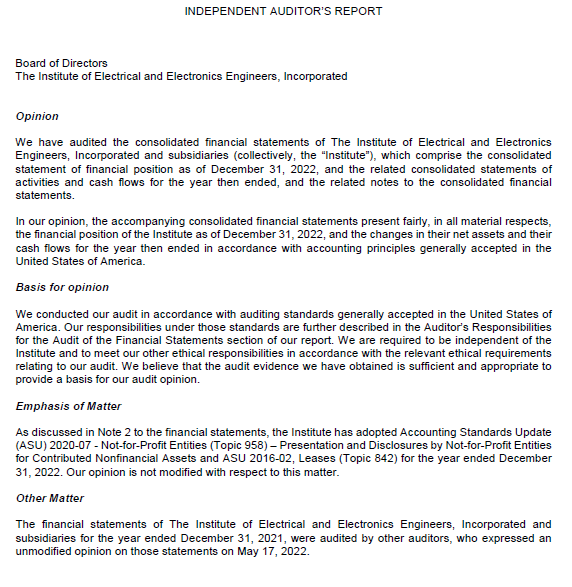 INDEPENDENT AUDITOR'S REPORT
Board of Directors
The Institute of Electrical and Electronics Engineers, Incorporated
Opinion
We have audited the consolidated financial statements of The Institute of Electrical and Electronics
Engineers, Incorporated and subsidiaries (collectively, the “Institute”), which comprise the consolidated
statement of financial position as of December 31, 2022, and the related consolidated statements of
activities and cash flows for the year then ended, and the related notes to the consolidated financial
statements.
In our opinion, the accompanying consolidated financial statements present fairly, in all material respects,
the financial position of the Institute as of December 31, 2022, and the changes in their net assets and their
cash flows for the year then ended in accordance with accounting principles generally accepted in the
United States of America.
Basis for opinion
We conducted our audit in accordance with auditing standards generally accepted in the United States of
America. Our responsibilities under those standards are further described in the Auditor's Responsibilities
for the Audit of the Financial Statements section of our report. We are required to be independent of the
Institute and to meet our other ethical responsibilities in accordance with the relevant ethical requirements
relating to our audit. We believe that the audit evidence we have obtained is sufficient and appropriate to
provide a basis for our audit opinion.
Emphasis of Matter
As discussed in Note 2 to the financial statements, the Institute has adopted Accounting Standards Update
(ASU) 2020-07 - Not-for-Profit Entities (Topic 958) – Presentation and Disclosures by Not-for-Profit Entities
for Contributed Nonfinancial Assets and ASU 2016-02, Leases (Topic 842) for the year ended December
31, 2022. Our opinion is not modified with respect to this matter.
Other Matter
The financial statements of The Institute of Electrical and Electronics Engineers, Incorporated and
subsidiaries for the year ended December 31, 2021, were audited by other auditors, who expressed an
unmodified opinion on those statements on May 17, 2022.